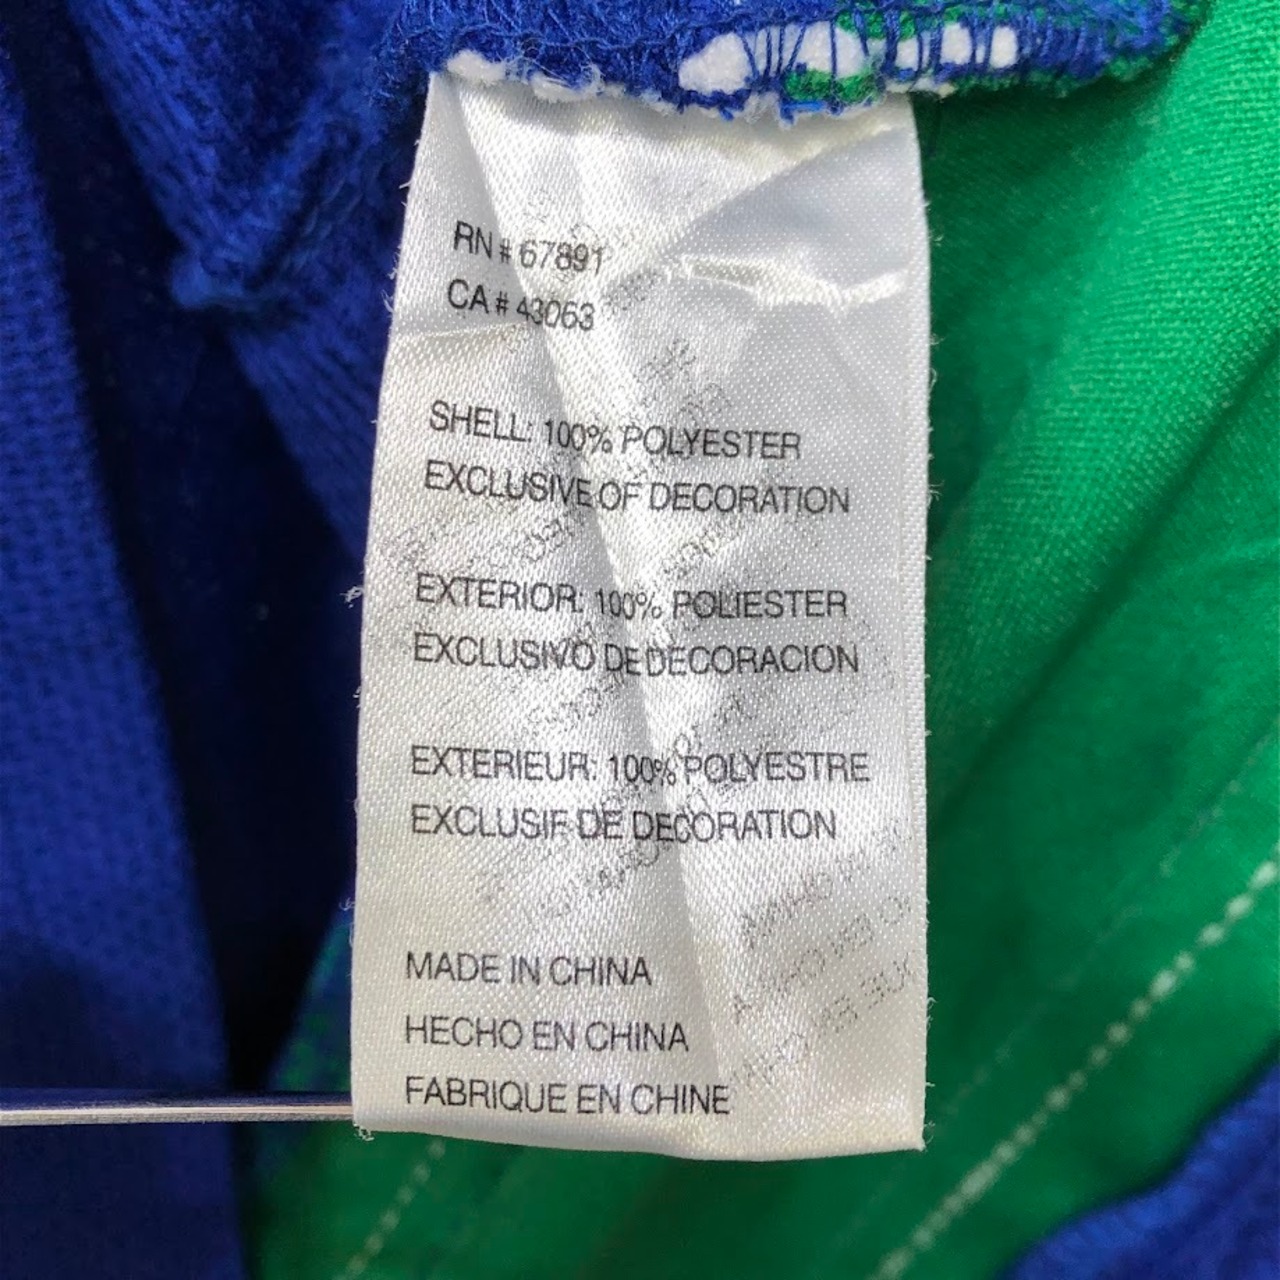 RN # 67891
CA # 43063
SHELL: 100% POLYESTER
EXCLUSIVE OF DECORATION
EXTERIOR: 100% POLIESTER
EXCLUSIVO DE DECORACION
EXTERIEUR: 100% POLYESTRE
EXCLUSIF DE DECORATION
MADE IN CHINA
HECHO EN CHINA
FABRIQUE EN CHINE